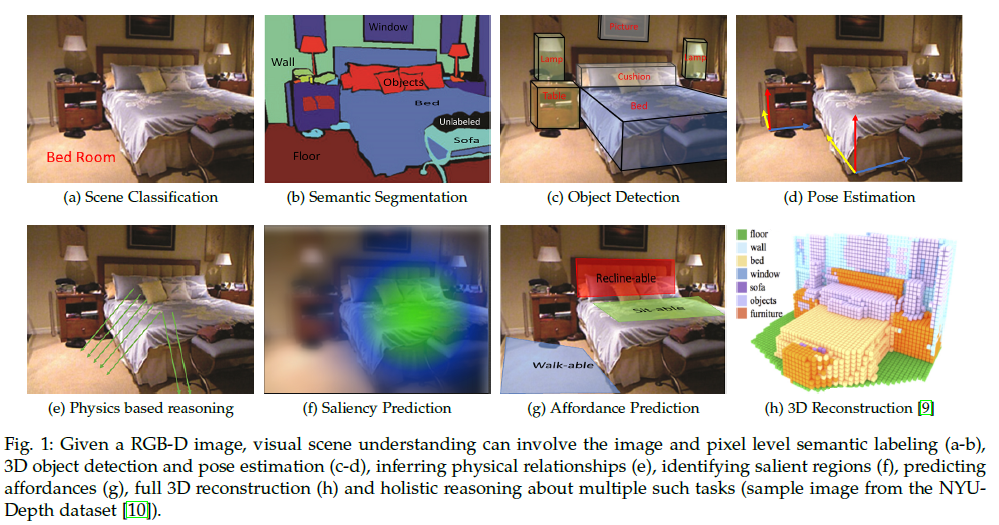 Bed Room
Window
Wall
Objects
Bed
Unlabeled
Sofa
Floor
Picture
Lamp
Lamp
Cushion
Table
Bed
(a) Scene Classification
(b) Semantic Segmentation
(c) Object Detection
(d) Pose Estimation
Recline-able
Sit-able
Walk-able
floor
wall
bed
window
sofa
objects
furniture
(e) Physics based reasoning
(f) Saliency Prediction
(g) Affordance Prediction
(h) 3D Reconstruction [9]
Fig. 1: Given a RGB-D image, visual scene understanding can involve the image and pixel level semantic labeling (a-b),
3D object detection and pose estimation (c-d), inferring physical relationships (e), identifying salient regions (f), predicting
affordances (g), full 3D reconstruction (h) and holistic reasoning about multiple such tasks (sample image from the NYU-
Depth dataset [10]).